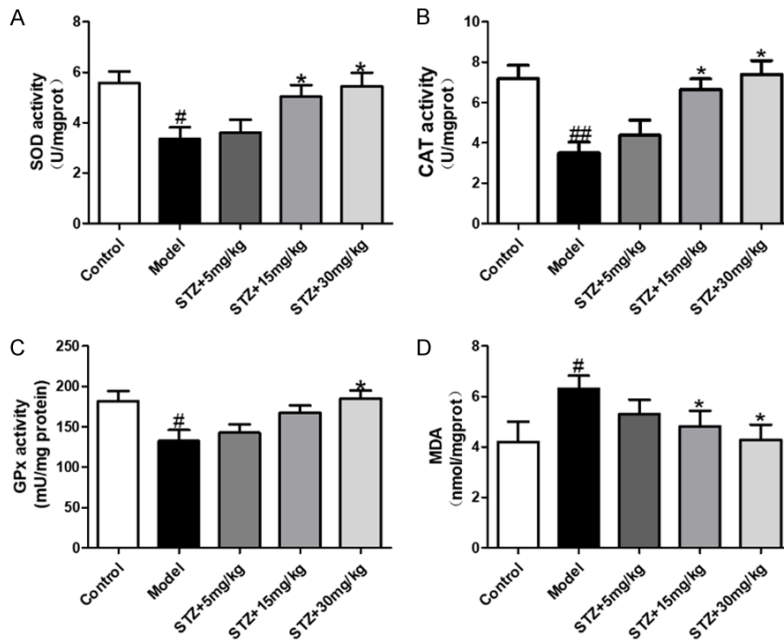 A
SOD activity
(U/mgprot)
8
6
4
2
0
#
*
*
Control
Model
STZ+5mg/kg
STZ+15mg/kg
STZ+30mg/kg
B
CAT activity
(U/mgprot)
10
8
6
4
2
0
##
*
*
Control
Model
STZ+5mg/kg
STZ+15mg/kg
STZ+30mg/kg
C
GPx activity
(mU/mg protein)
250
200
150
100
50
0
#
*
Control
Model
STZ+5mg/kg
STZ+15mg/kg
STZ+30mg/kg
D
MDA
(nmol/mgprot)
8
6
4
2
0
#
*
*
Control
Model
STZ+5mg/kg
STZ+15mg/kg
STZ+30mg/kg